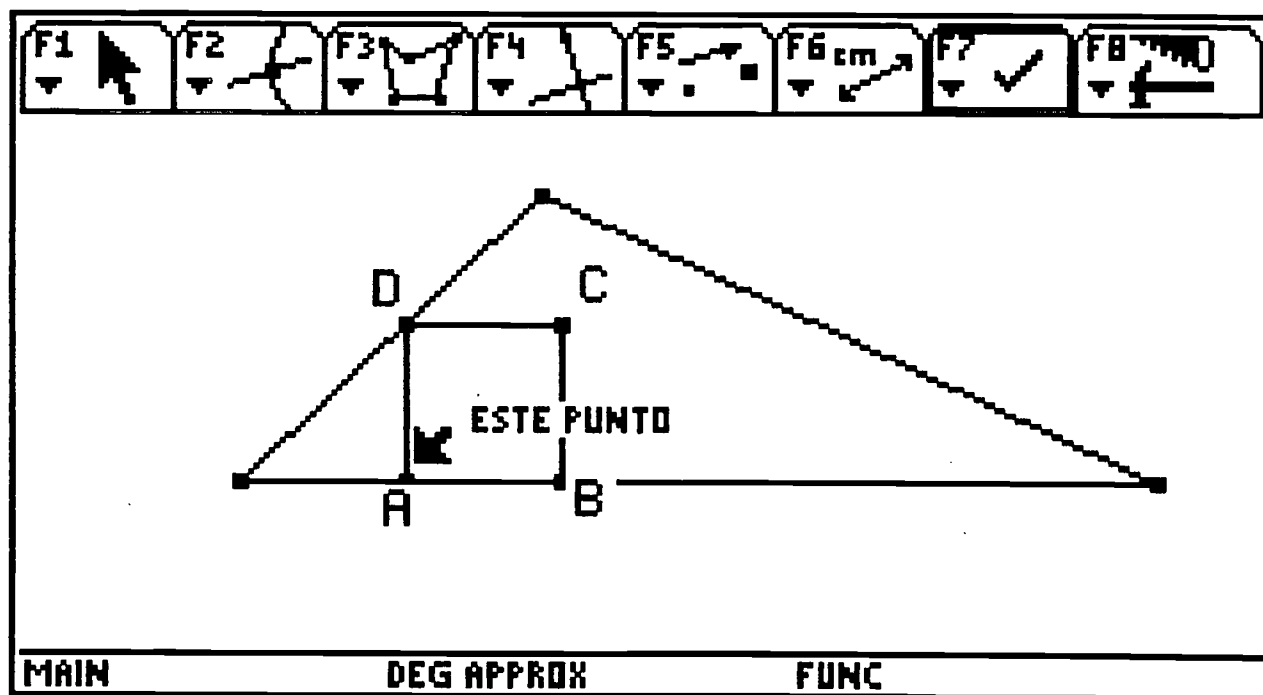 F1 F2 F3 F4 F5 F6 cm F7 F8
D C
ESTE PUNTO
A B
MAIN DEG APPROX FUNC